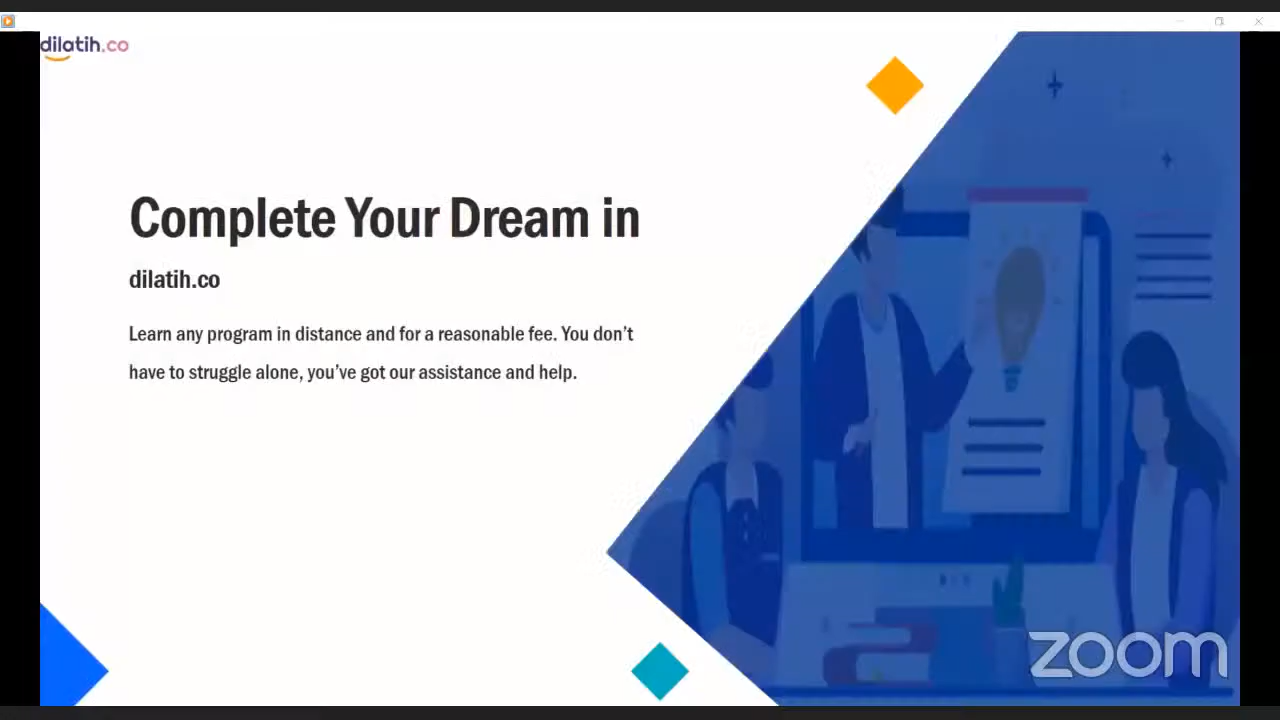 dilatih.co
Complete Your Dream in
dilatih.co
Learn any program in distance and for a reasonable fee. You don't
have to struggle alone, you've got our assistance and help.
zoom